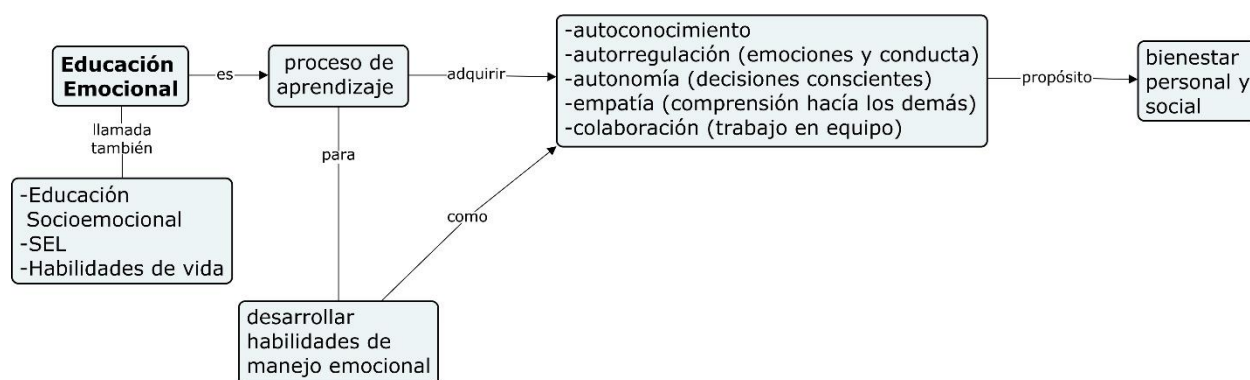 Educación
Emocional
es
proceso de
aprendizaje
adquirir
-autoconocimiento
-autorregulación (emociones y conducta)
-autonomía (decisiones conscientes)
-empatía (comprensión hacía los demás)
-colaboración (trabajo en equipo)
propósito
bienestar
personal y
social
llamada
también
-Educación
Socioemocional
-SEL
-Habilidades de vida
para
como
desarrollar
habilidades de
manejo emocional